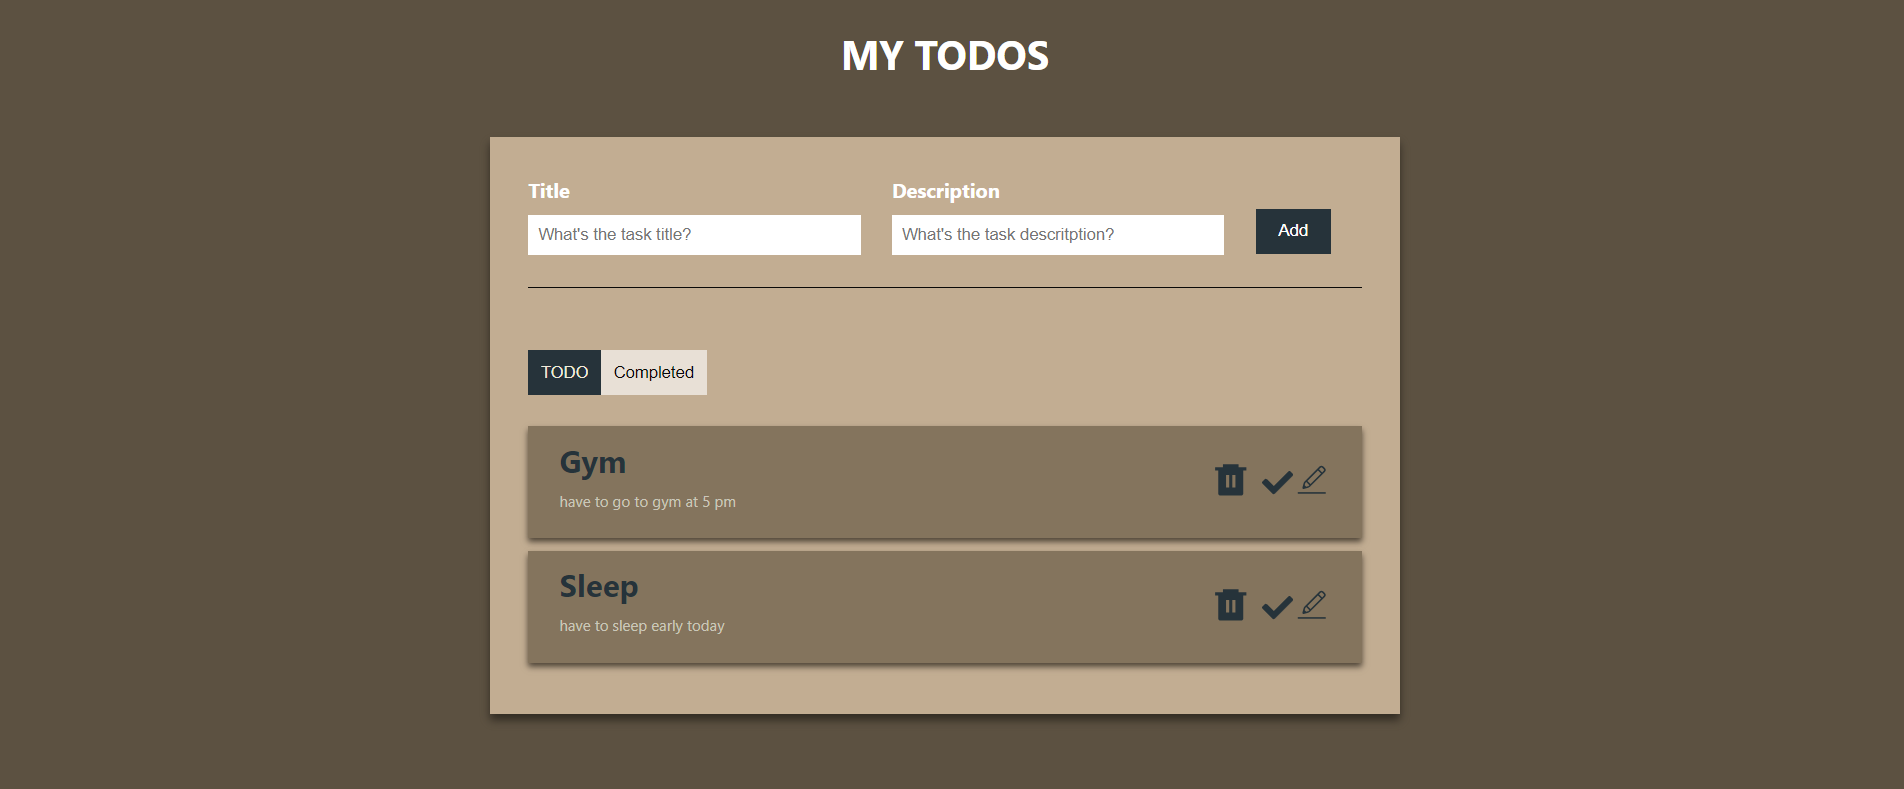 MY TODOS
Title
Description
What's the task title?
What's the task descritption?
Add
TODO
Completed
Gym
have to go to gym at 5 pm
Sleep
have to sleep early today